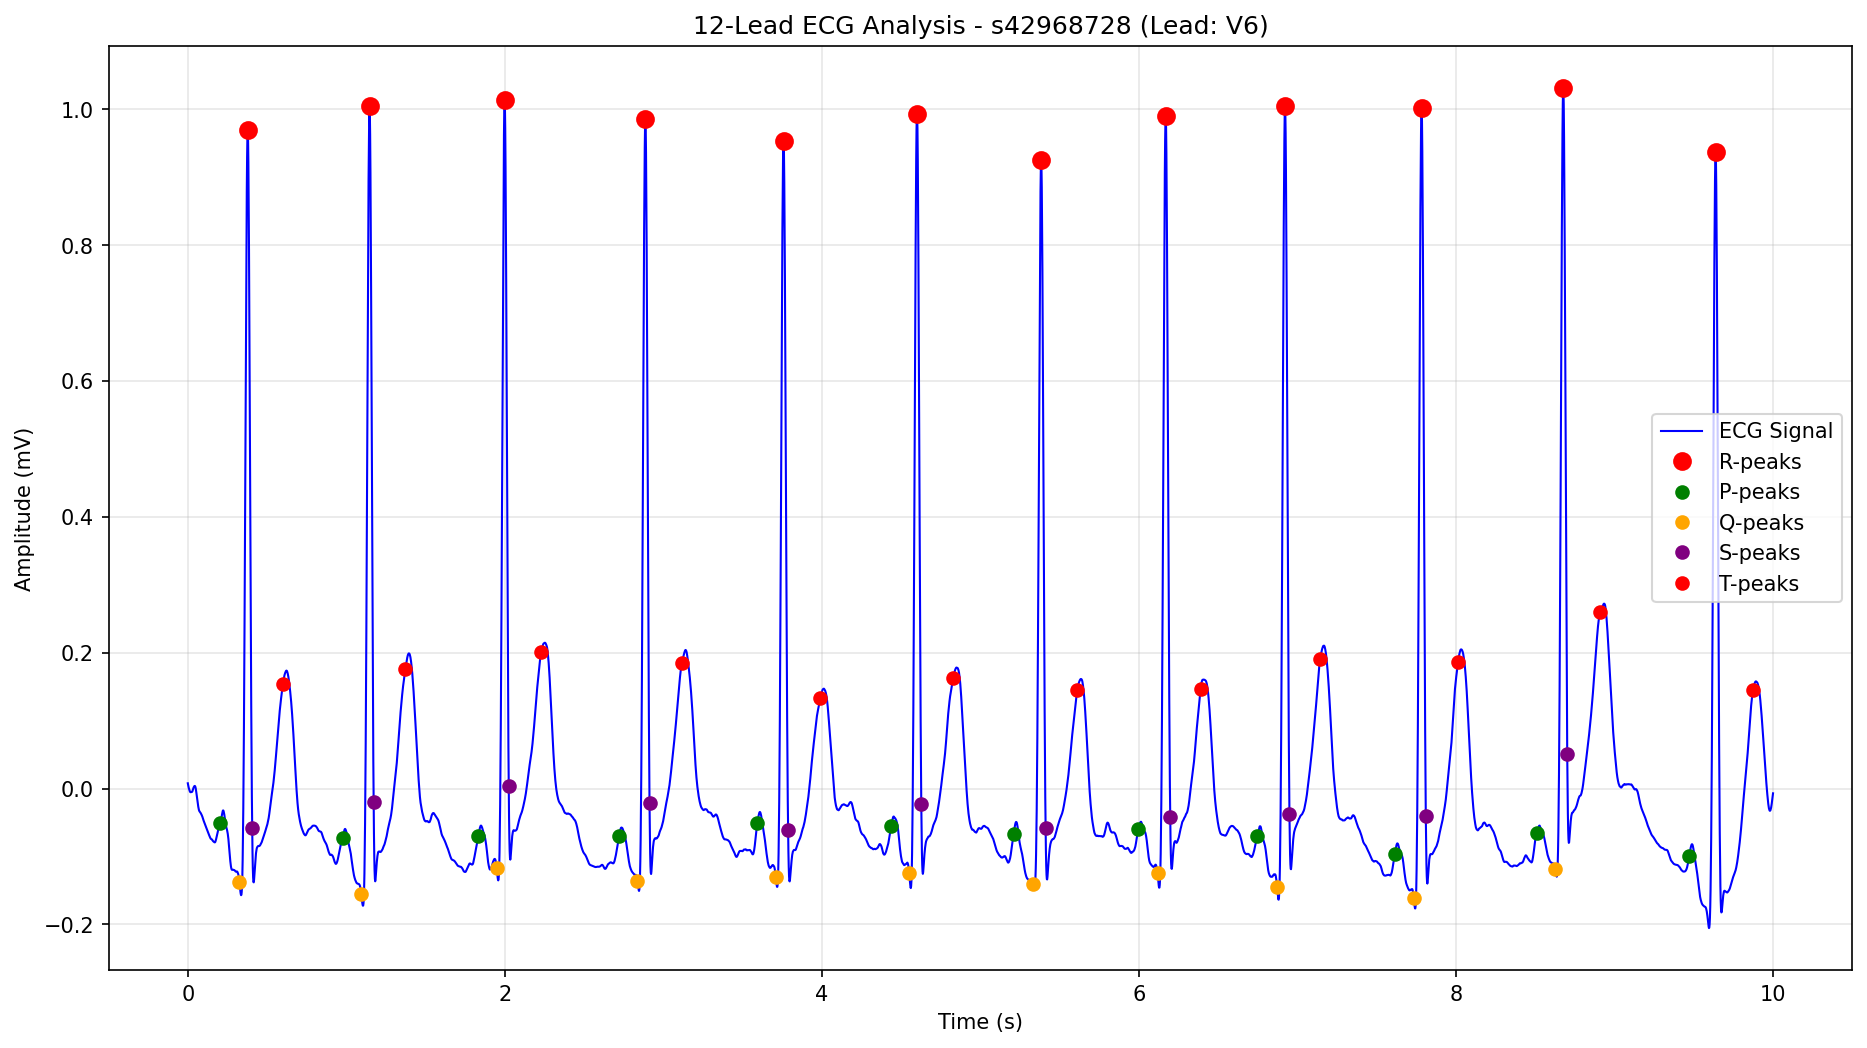 12-Lead ECG Analysis - s42968728 (Lead: V6)
Amplitude (mV)
1.0
0.8
0.6
0.4
0.2
0.0
−0.2
ECG Signal
R-peaks
P-peaks
Q-peaks
S-peaks
T-peaks
0 2 4 6 8 10
Time (s)